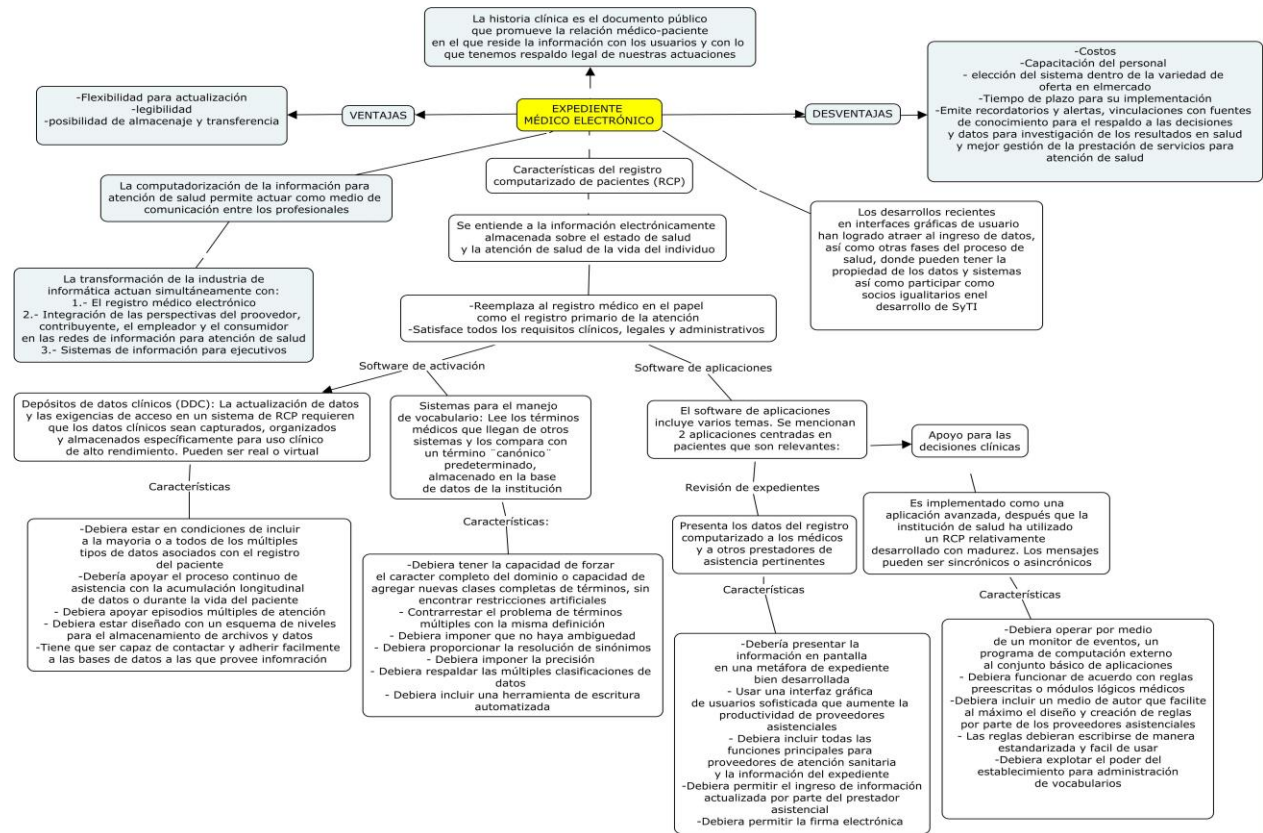 La historia clínica es el documento público
que promueve la relación médico-paciente
en el que reside la información con los usuarios y con lo
que tenemos respaldo legal de nuestras actuaciones
-Flexibilidad para actualización
-legibilidad
-posibilidad de almacenaje y transferencia
VENTAJAS
EXPEDIENTE
MÉDICO ELECTRÓNICO
DESVENTAJAS
-Costos
-Capacitación del personal
- elección del sistema dentro de la variedad de
oferta en elmercado
-Tiempo de plazo para su implementación
-Emite recordatorios y alertas, vinculaciones con fuentes
de conocimiento para el respaldo a las decisiones
y datos para investigación de los resultados en salud
y mejor gestión de la prestación de servicios para
atención de salud
La computadorización de la información para
atención de salud permite actuar como medio de
comunicación entre los profesionales
Características del registro
computarizado de pacientes (RCP)
Se entiende a la información electrónicamente
almacenada sobre el estado de salud
y la atención de salud de la vida del individuo
Los desarrollos recientes
en interfaces gráficas de usuario
han logrado atraer al ingreso de datos,
así como otras fases del proceso de
salud, donde pueden tener la
propiedad de los datos y sistemas
así como participar como
socios igualitarios enel
desarrollo de SyTI
La transformación de la industria de
informática actuan simultáneamente con:
1.- El registro médico electrónico
2.- Integración de las perspectivas del proovedor,
contribuyente, el empleador y el consumidor
en las redes de información para atención de salud
3.- Sistemas de información para ejecutivos
-Reemplaza al registro médico en el papel
como el registro primario de la atención
-Satisface todos los requisitos clínicos, legales y administrativos
Software de activación
Software de aplicaciones
Depósitos de datos clínicos (DDC): La actualización de datos
y las exigencias de acceso en un sistema de RCP requieren
que los datos clínicos sean capturados, organizados
y almacenados específicamente para uso clínico
de alto rendimiento. Pueden ser real o virtual
Sistemas para el manejo
de vocabulario: Lee los términos
médicos que llegan de otros
sistemas y los compara con
un término ¨canónico¨
predeterminado,
almacenado en la base
de datos de la institución
El software de aplicaciones
incluye varios temas. Se mencionan
2 aplicaciones centradas en
pacientes que son relevantes:
Apoyo para las
decisiones clínicas
Características
-Debiera estar en condiciones de incluir
a la mayoria o a todos de los múltiples
tipos de datos asociados con el registro
del paciente
-Debería apoyar el proceso continuo de
asistencia con la acumulación longitudinal
de datos o durante la vida del paciente
- Debiera apoyar episodios múltiples de atención
- Debiera estar diseñado con un esquema de niveles
para el almacenamiento de archivos y datos
-Tiene que ser capaz de contactar y adherir facilmente
a las bases de datos a las que provee infomración
Características:
-Debiera tener la capacidad de forzar
el caracter completo del dominio o capacidad de
agregar nuevas clases completas de términos, sin
encontrar restricciones artificiales
- Contrarrestar el problema de términos
múltiples con la misma definición
- Debiera imponer que no haya ambiguedad
- Debiera proporcionar la resolución de sinónimos
- Debiera imponer la precisión
- Debiera respaldar las múltiples clasificaciones de
datos
- Debiera incluir una herramienta de escritura
automatizada
Revisión de expedientes
Presenta los datos del registro
computarizado a los médicos
y a otros prestadores de
asistencia pertinentes
Características
-Debería presentar la
información en pantalla
en una metáfora de expediente
bien desarrollada
- Usar una interfaz gráfica
de usuarios sofisticada que aumente la
productividad de proveedores
asistenciales
- Debiera incluir todas las
funciones principales para
proveedores de atención sanitaria
y la información del expediente
-Debiera permitir el ingreso de información
actualizada por parte del prestador
asistencial
-Debiera permitir la firma electrónica
Es implementado como una
aplicación avanzada, después que la
institución de salud ha utilizado
un RCP relativamente
desarrollado con madurez. Los mensajes
pueden ser sincrónicos o asincrónicos
Características
-Debiera operar por medio
de un monitor de eventos, un
programa de computación externo
al conjunto básico de aplicaciones
- Debiera funcionar de acuerdo con reglas
preescritas o módulos lógicos médicos
-Debiera incluir un medio de autor que facilite
al máximo el diseño y creación de reglas
por parte de los proveedores asistenciales
- Las reglas debieran escribirse de manera
estandarizada y facil de usar
-Debiera explotar el poder del
establecimiento para administración
de vocabularios